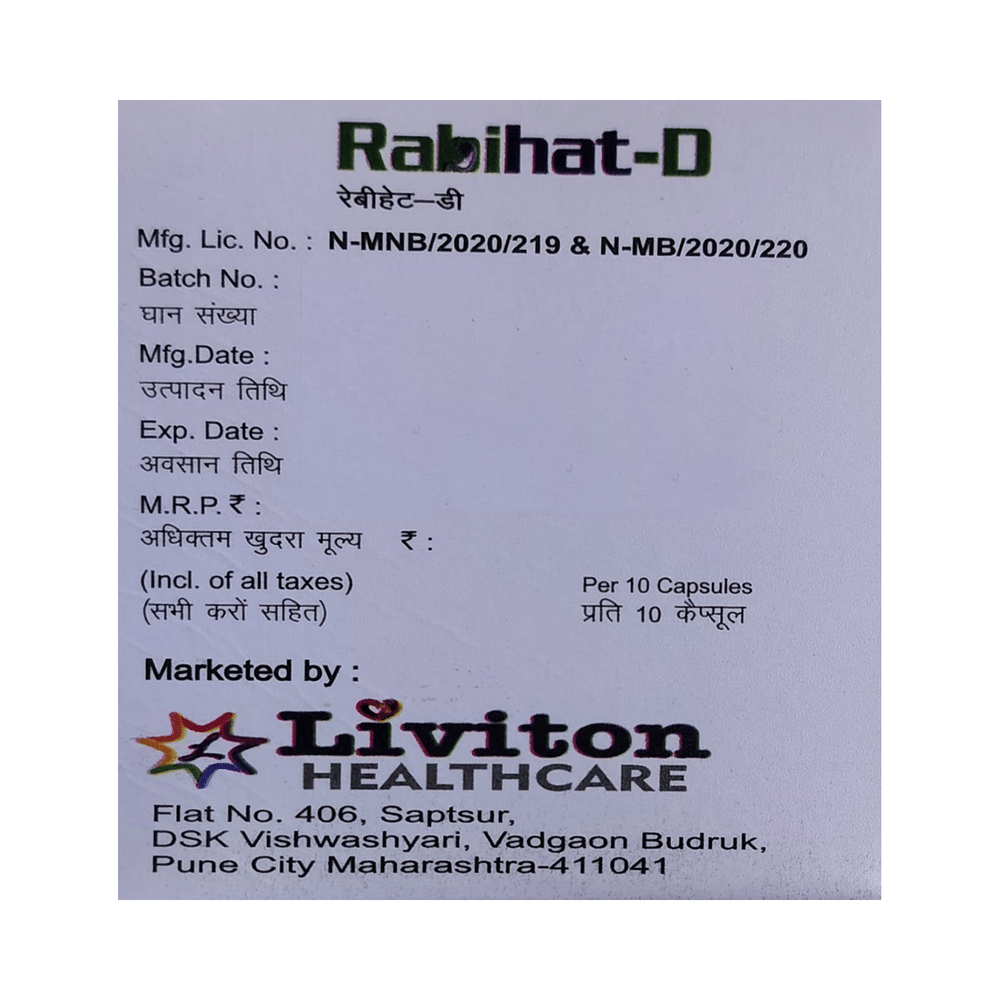 Rabihat-D
रेबीहेट–डी
Mfg. Lic. No. : N-MNB/2020/219 & N-MB/2020/220
Batch No. :
घान संख्या
Mfg.Date :
उत्पादन तिथि
Exp. Date :
अवसान तिथि
M.R.P. ₹ :
अधिक्तम खुदरा मूल्य ₹ :
(Incl. of all taxes) Per 10 Capsules
(सभी करों सहित) प्रति 10 कैप्सूल
Marketed by :
Liviton
HEALTHCARE
Flat No. 406, Saptsur,
DSK Vishwashyari, Vadgaon Budruk,
Pune City Maharashtra-411041